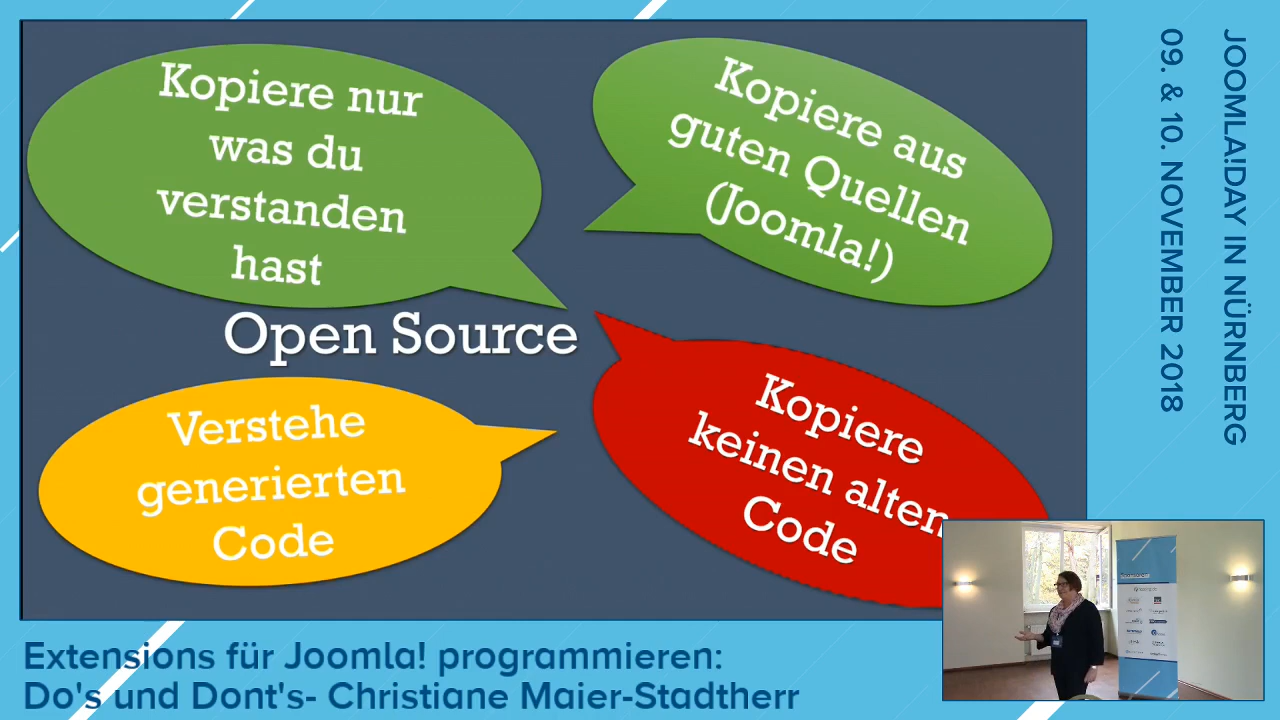 Kopiere nur
was du
verstanden
hast
Kopiere aus
guten Quellen
(Joomla!)
Open Source
Verstehe
generierten
Code
Kopiere
keinen alten
Code
JOOMLA!DAY IN NÜRNBERG
09. & 10. NOVEMBER 2018
Extensions für Joomla! programmieren:
Do's und Dont's- Christiane Maier-Stadtherr